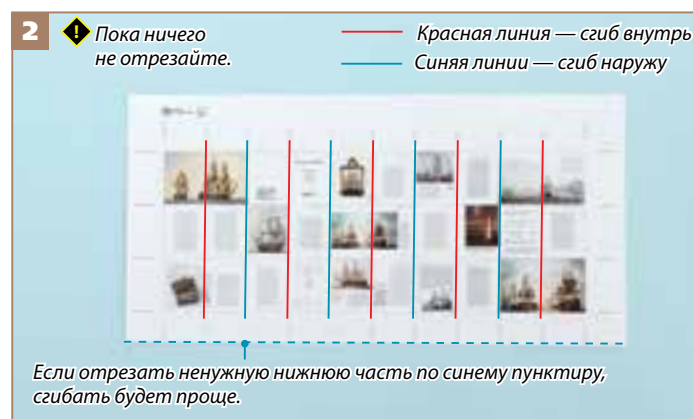 2
Пока ничего
не отрезайте.
Красная линия — сгиб внутрь
Синяя линии — сгиб наружу
Если отрезать ненужную нижнюю часть по синему пунктиру,
сгибать будет проще.